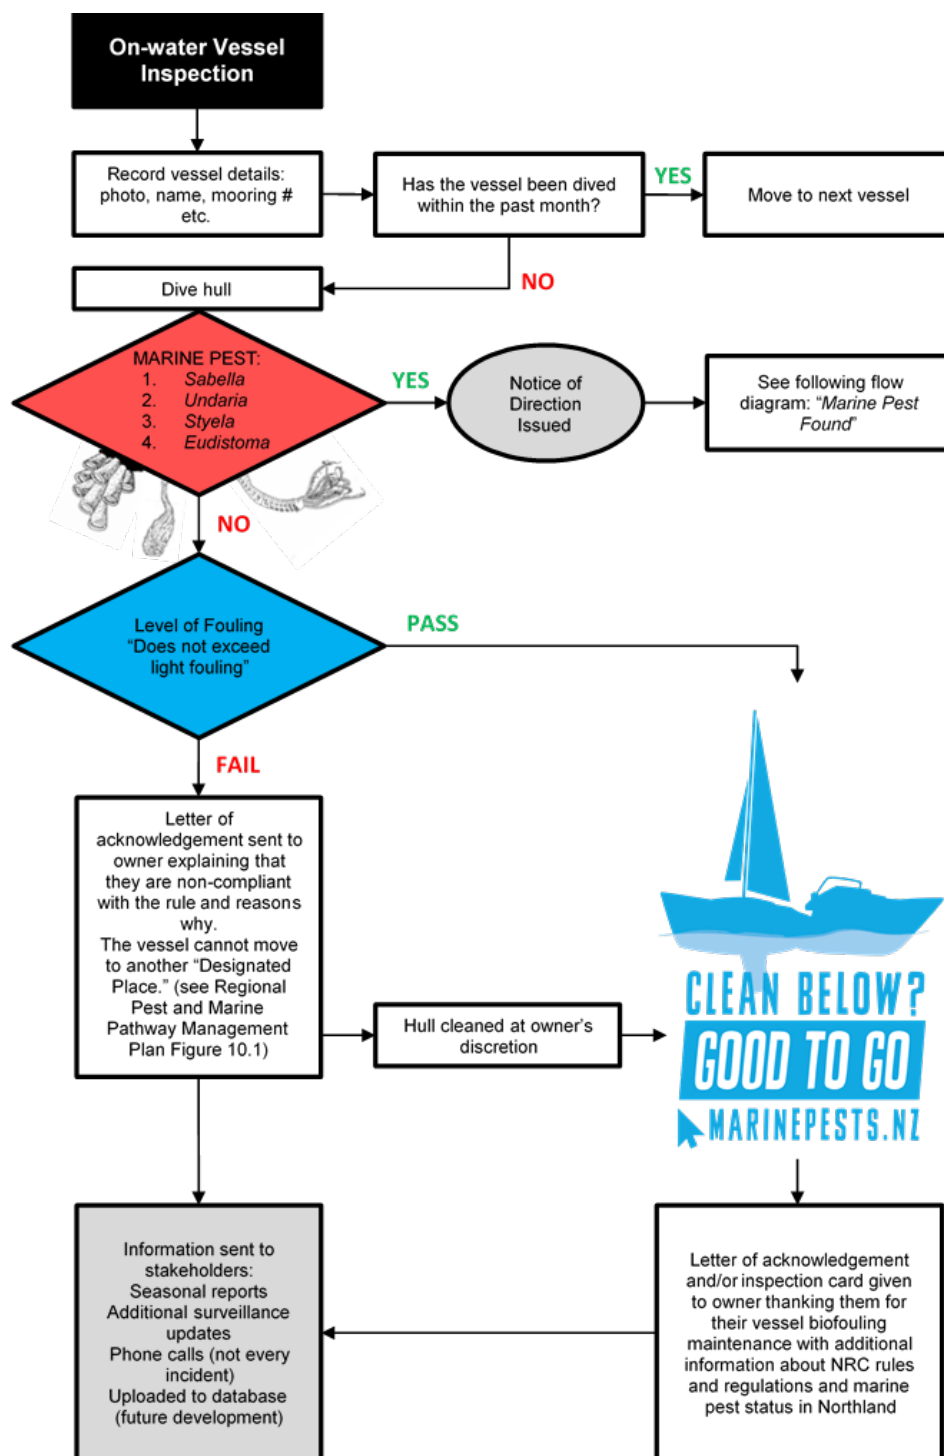 On-water Vessel
Inspection
Record vessel details:
photo, name, mooring #
etc.
Has the vessel been dived
within the past month?
YES
Move to next vessel
NO
Dive hull
MARINE PEST:
1. Sabella
2. Undaria
3. Styela
4. Eudistoma
YES
Notice of
Direction
Issued
See following flow
diagram: “Marine Pest
Found”
NO
Level of Fouling
“Does not exceed
light fouling”
PASS
FAIL
Letter of
acknowledgement sent to
owner explaining that
they are non-compliant
with the rule and reasons
why.
The vessel cannot move
to another “Designated
Place.” (see Regional
Pest and Marine
Pathway Management
Plan Figure 10.1)
Hull cleaned at owner’s
discretion
CLEAN BELOW?
GOOD TO GO
MARINEPESTS.NZ
Information sent to
stakeholders:
Seasonal reports
Additional surveillance
updates
Phone calls (not every
incident)
Uploaded to database
(future development)
Letter of acknowledgement
and/or inspection card given
to owner thanking them for
their vessel biofouling
maintenance with additional
information about NRC rules
and regulations and marine
pest status in Northland